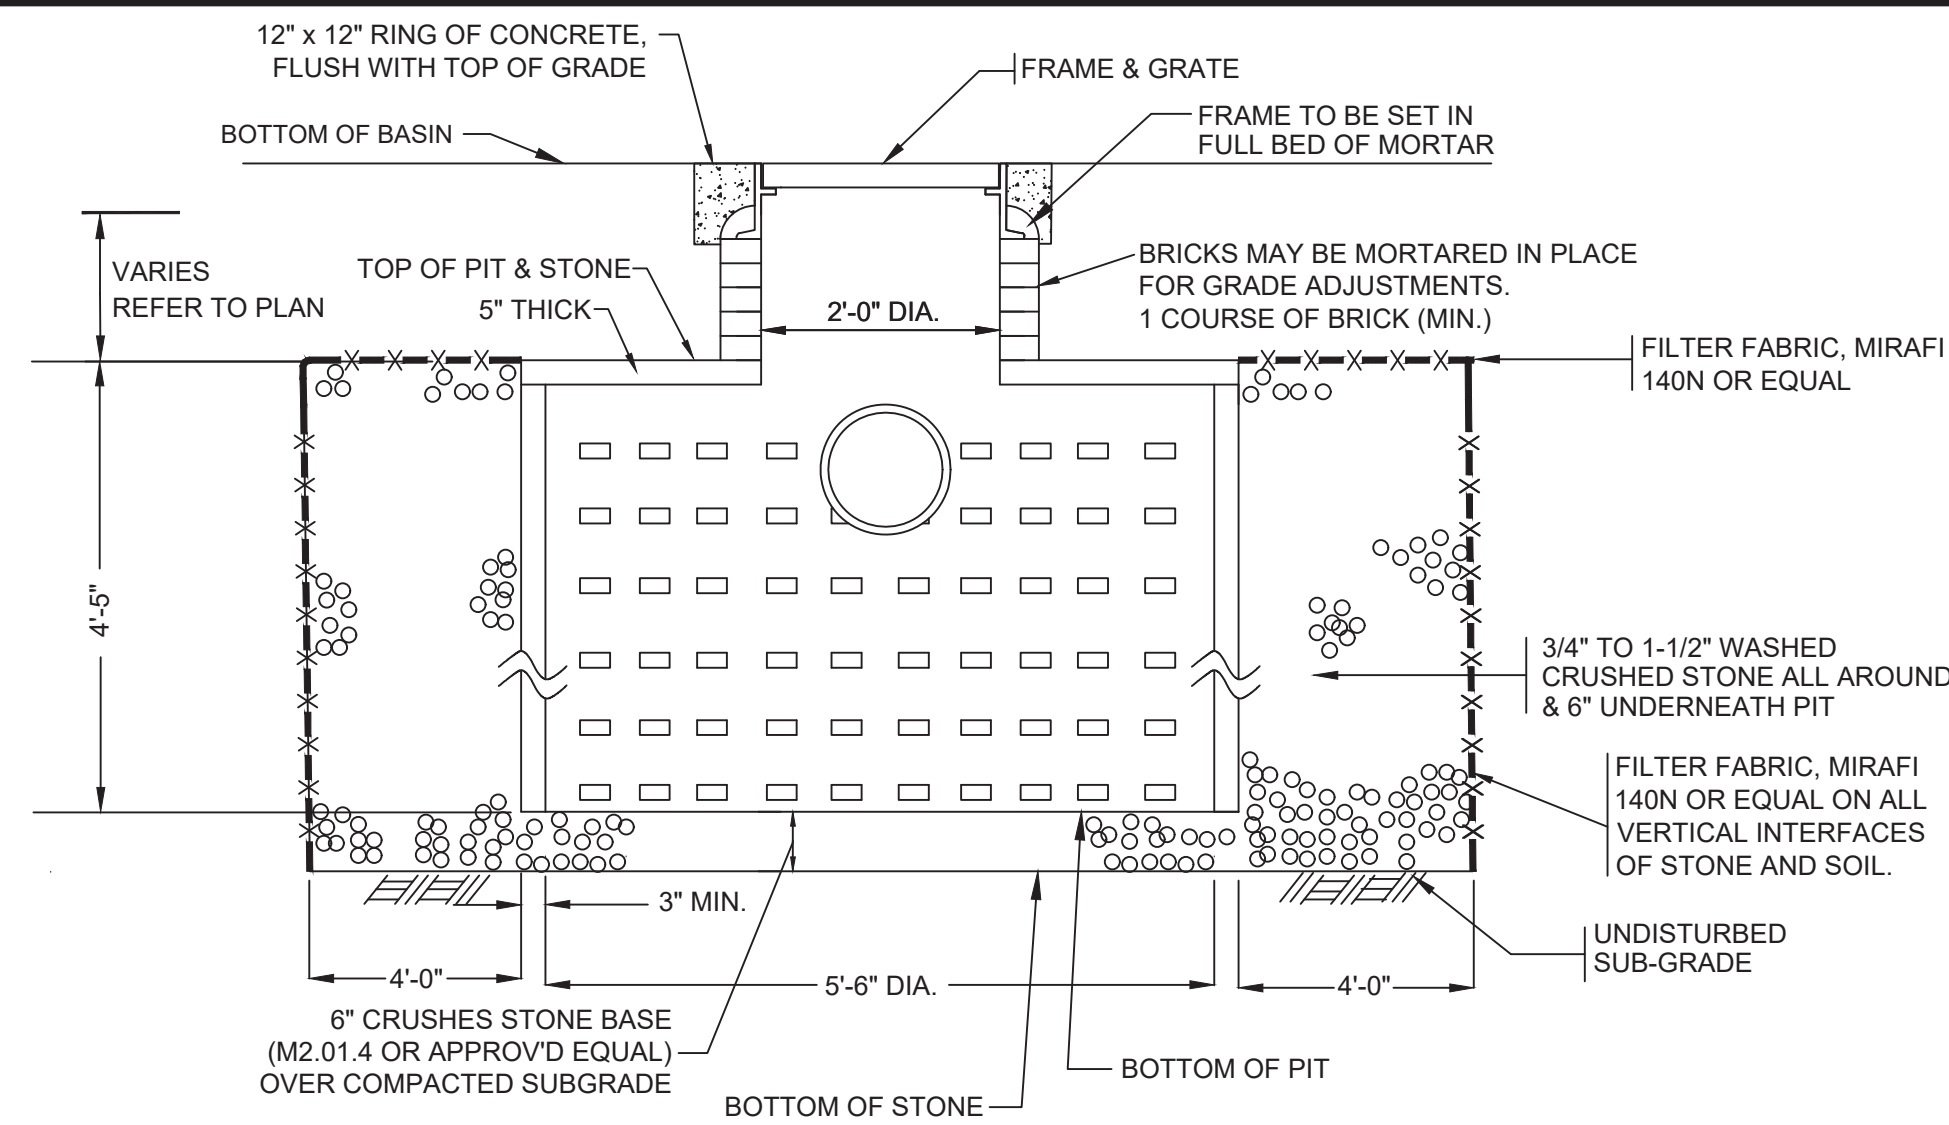 12" x 12" RING OF CONCRETE,
FLUSH WITH TOP OF GRADE
FRAME & GRATE
FRAME TO BE SET IN
FULL BED OF MORTAR
BOTTOM OF BASIN
VARIES
REFER TO PLAN
TOP OF PIT & STONE
5" THICK
2'-0" DIA.
BRICKS MAY BE MORTARED IN PLACE
FOR GRADE ADJUSTMENTS.
1 COURSE OF BRICK (MIN.)
FILTER FABRIC, MIRAFI
140N OR EQUAL
4'-5"
3/4" TO 1-1/2" WASHED
CRUSHED STONE ALL AROUND
& 6" UNDERNEATH PIT
FILTER FABRIC, MIRAFI
140N OR EQUAL ON ALL
VERTICAL INTERFACES
OF STONE AND SOIL.
3" MIN.
UNDISTURBED
SUB-GRADE
4'-0"
5'-6" DIA.
4'-0"
6" CRUSHES STONE BASE
(M2.01.4 OR APPROV'D EQUAL)
OVER COMPACTED SUBGRADE
BOTTOM OF PIT
BOTTOM OF STONE